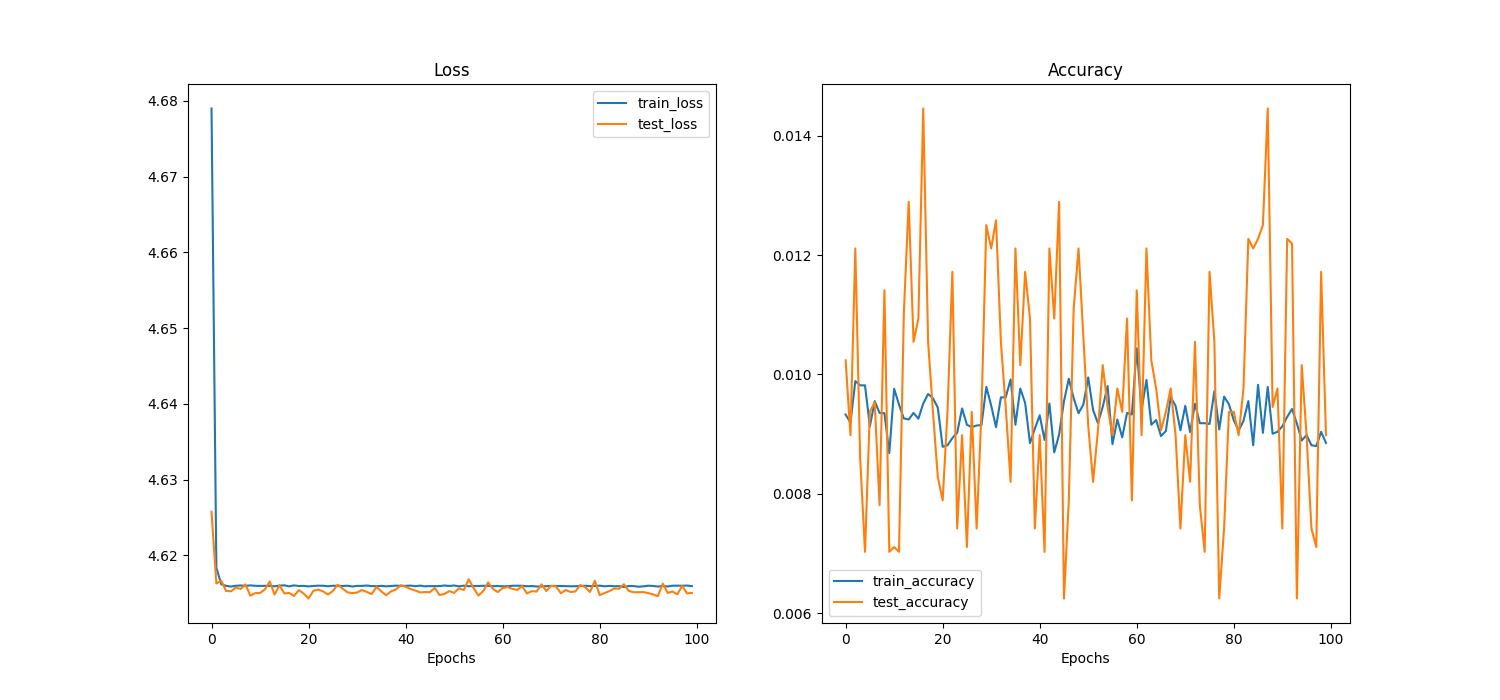 Loss
4.68
4.67
4.66
4.65
4.64
4.63
4.62
train_loss
test_loss
0 20 40 60 80 100
Epochs
Accuracy
0.014
0.012
0.010
0.008
0.006
train_accuracy
test_accuracy
0 20 40 60 80 100
Epochs